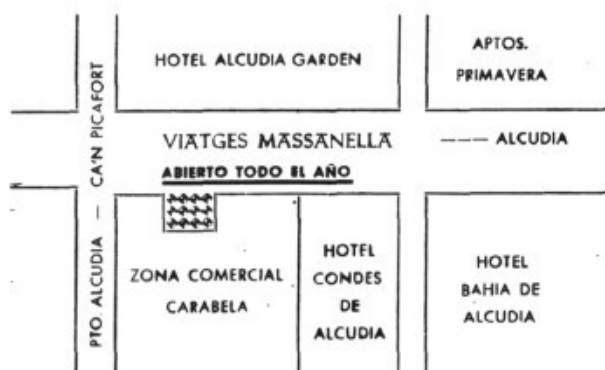 HOTEL ALCUDIA GARDEN
APTOS.
PRIMAVERA
PTO. ALCUDIA — CA'N PICAFORT
VIATGES MASSANELLA
--- ALCUDIA
ABIERTO TODO EL AÑO
ZONA COMERCIAL
CARABELA
HOTEL
CONDES
DE
ALCUDIA
HOTEL
BAHIA DE
ALCUDIA